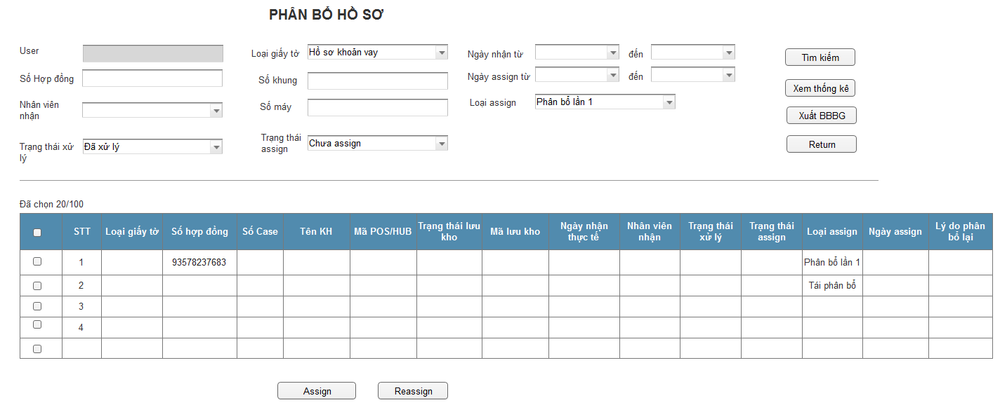 PHÂN BỔ HỒ SƠ
User
Loại giấy tờ
Hồ sơ khoản vay
Ngày nhận từ
đến
Tìm kiếm
Số Hợp đồng
Số khung
Ngày assign từ
đến
Xem thống kê
Nhân viên
nhận
Số máy
Loại assign
Phân bổ lần 1
Xuất BBBG
Trạng thái xử
lý
Đã xử lý
Trạng thái
assign
Chưa assign
Return
Đã chọn 20/100
STT
Loại giấy tờ
Số hợp đồng
Số Case
Tên KH
Mã POS/HUB
Trạng thái lưu
kho
Mã lưu kho
Ngày nhận
thực tế
Nhân viên
nhận
Trạng thái
xử lý
Trạng thái
assign
Loại assign
Ngày assign
Lý do phân
bổ lại
1
93578237683
Phân bổ lần 1
2
Tái phân bổ
3
4
Assign
Reassign